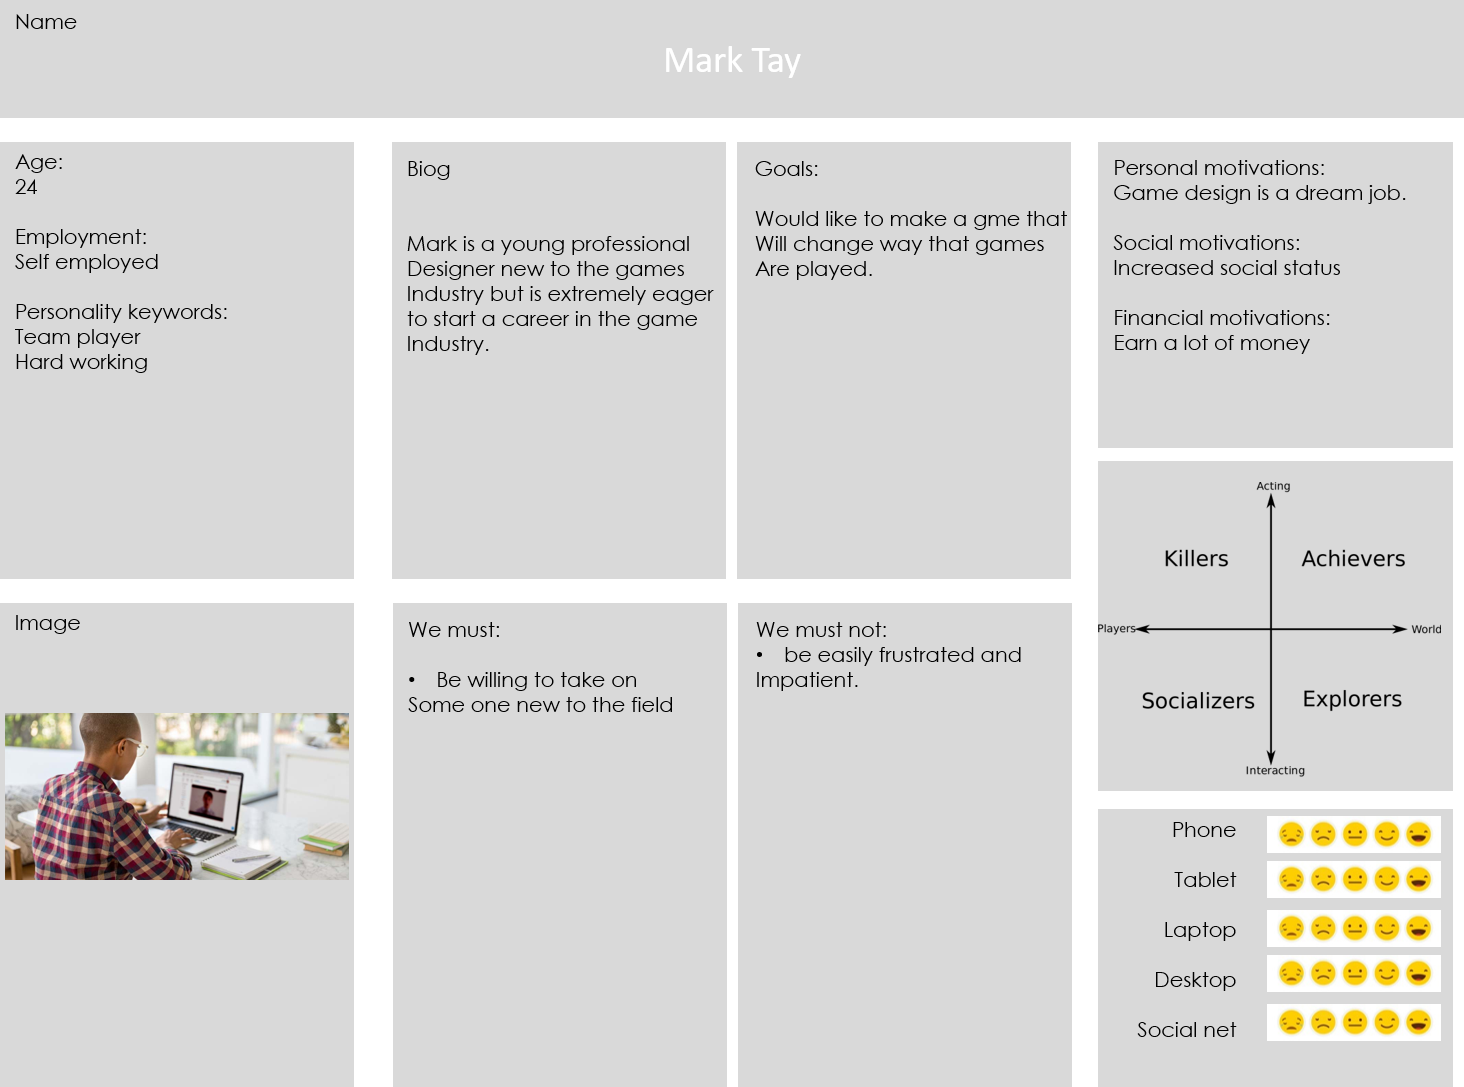 Name
Mark Tay
Age:
24
Employment:
Self employed
Personality keywords:
Team player
Hard working
Biog
Mark is a young professional
Designer new to the games
Industry but is extremely eager
to start a career in the game
Industry.
Goals:
Would like to make a gme that
Will change way that games
Are played.
Personal motivations:
Game design is a dream job.
Social motivations:
Increased social status
Financial motivations:
Earn a lot of money
Acting
Killers
Achievers
Players
World
Socializers
Explorers
Interacting
Image
We must:
• Be willing to take on
Some one new to the field
We must not:
• be easily frustrated and
Impatient.
Phone
Tablet
Laptop
Desktop
Social net